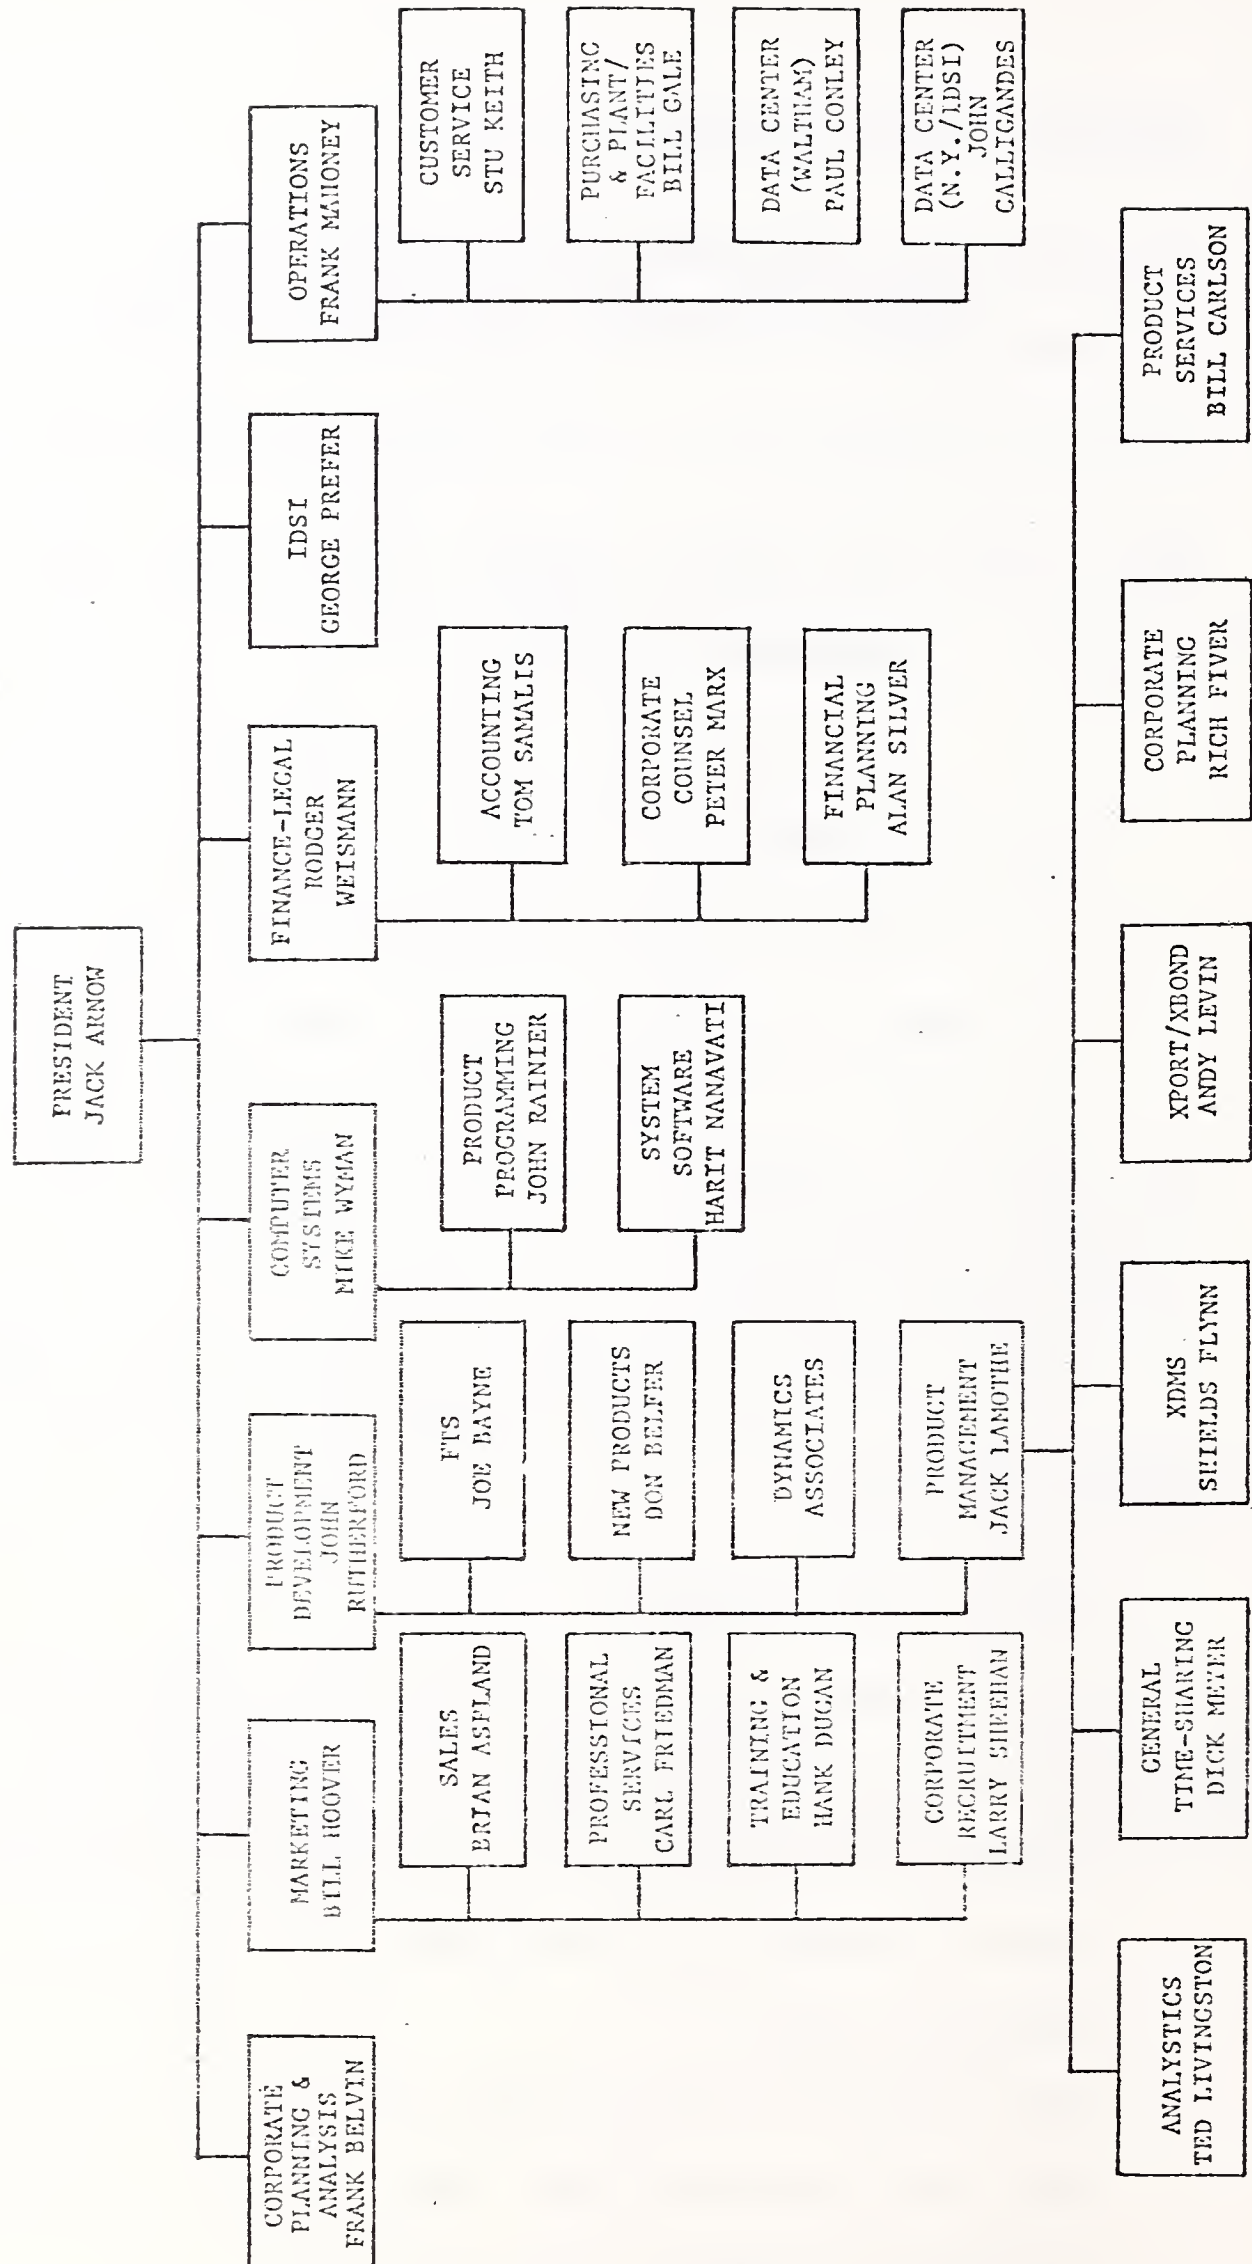 PRESIDENT
JACK ARNOW
CORPORATE
PLANNING &
ANALYSIS
FRANK BELVIN
MARKETING
BILL HOOVER
PRODUCT
DEVELOPMENT
JOHN
RUTHERFORD
COMPUTER
SYSTEMS
MIKE WYMAN
FINANCE-LEGAL
RODGER
WEISMANN
IDSI
GEORGE PREFER
OPERATIONS
FRANK MAHONEY
SALES
BRIAN ASPLAND
PROFESSIONAL
SERVICES
CARL FRIEDMAN
TRAINING &
EDUCATION
HANK DUGAN
CORPORATE
RECRUITMENT
LARRY SHEEHAN
FTS
JOE BAYNE
NEW PRODUCTS
DON BELFER
DYNAMICS
ASSOCIATES
PRODUCT
MANAGEMENT
JACK LAMOTHE
PRODUCT
PROGRAMMING
JOHN RAINIER
SYSTEM
SOFTWARE
HARIT NANAVATI
ACCOUNTING
TOM SAMALIS
CORPORATE
COUNSEL
PETER MARX
FINANCIAL
PLANNING
ALAN SILVER
CUSTOMER
SERVICE
STU KEITH
PURCHASING
& PLANT/
FACILITIES
BILL GALE
DATA CENTER
(WALTHAM)
PAUL CONLEY
DATA CENTER
(N.Y./IDSI)
JOHN
CALLIGANDES
ANALYSTICS
TED LIVINGSTON
GENERAL
TIME-SHARING
DICK MEYER
XDMS
SHIELDS FLYNN
XPORT/XBOND
ANDY LEVIN
CORPORATE
PLANNING
RICH FIVER
PRODUCT
SERVICES
BILL CARLSON